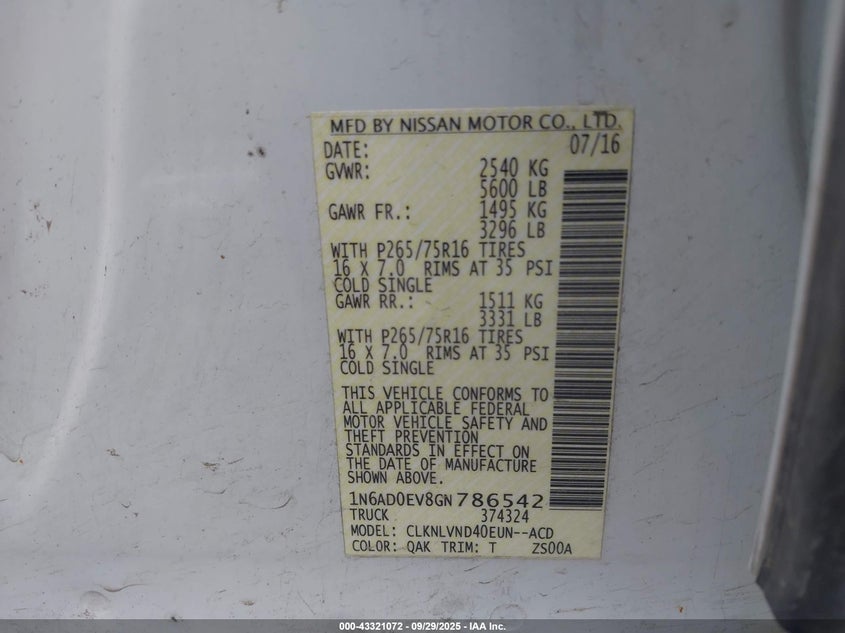 MFD BY NISSAN MOTOR CO., LTD.
DATE: 07/16
GVWR: 2540 KG
5600 LB
GAWR FR.: 1495 KG
3296 LB
WITH P265/75R16 TIRES
16 X 7.0 RIMS AT 35 PSI
COLD SINGLE
GAWR RR.: 1511 KG
3331 LB
WITH P265/75R16 TIRES
16 X 7.0 RIMS AT 35 PSI
COLD SINGLE
THIS VEHICLE CONFORMS TO
ALL APPLICABLE FEDERAL
MOTOR VEHICLE SAFETY AND
THEFT PREVENTION
STANDARDS IN EFFECT ON
THE DATE OF MANUFACTURE
SHOWN ABOVE.
1N6AD0EV8GN786542
TRUCK 374324
MODEL: CLKNLVND40EUN--ACD
COLOR: QAK TRIM: T ZS00A
000-43321072 - 09/29/2025 - IAA Inc.